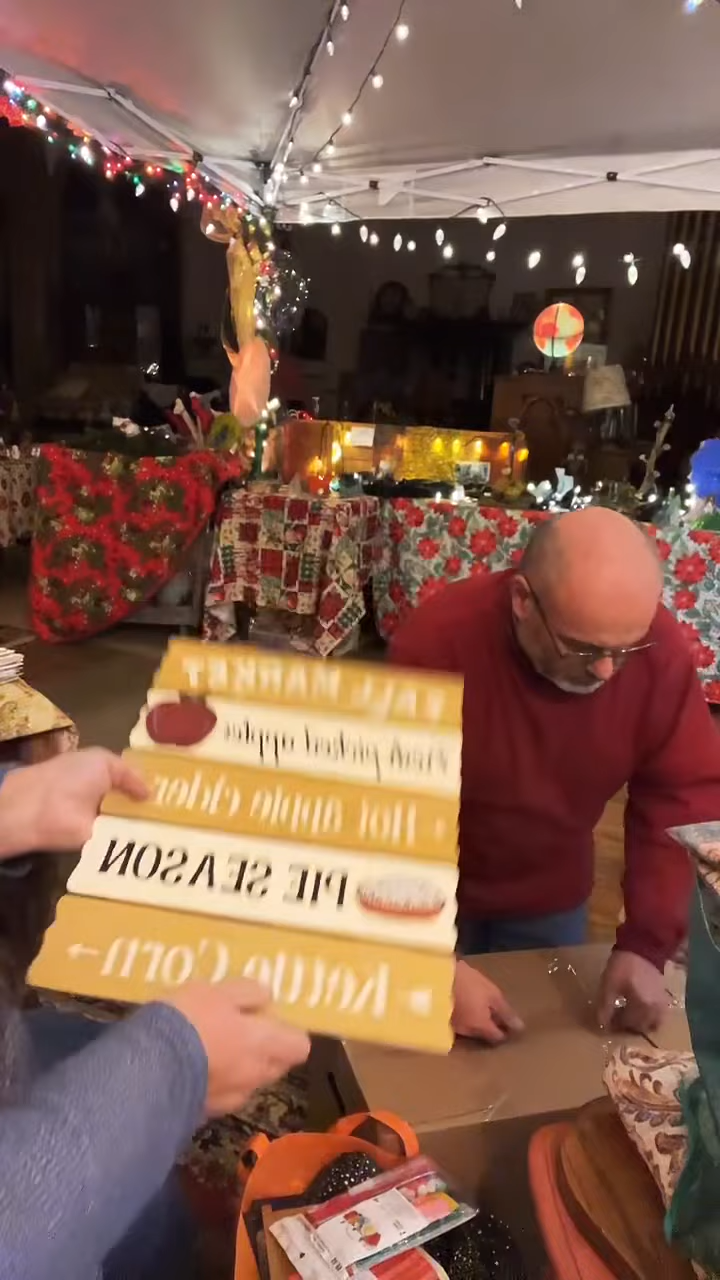 FALL MARKET
fresh picked apples
Hot apple cider
PIE SEASON
Kettle Corn